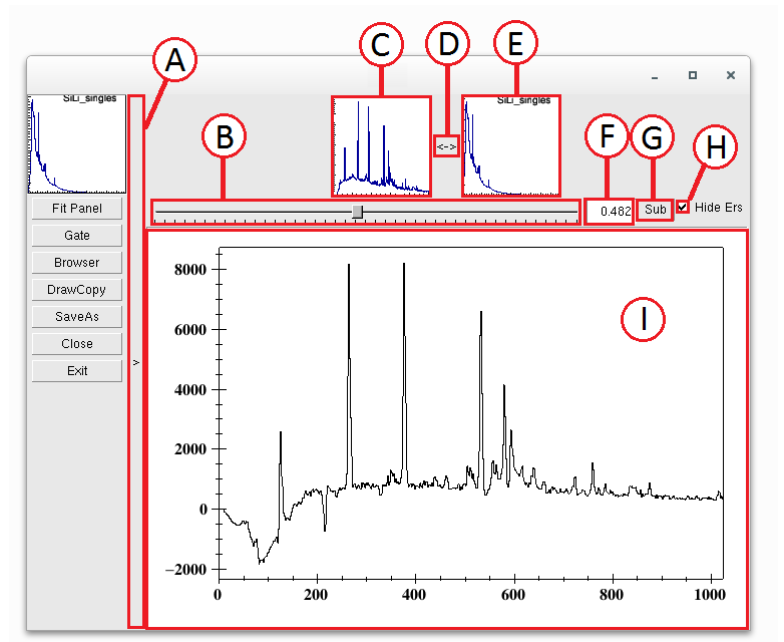 A
B
C
D
E
F
G
H
SiLi_singles
<->
SiLi_singles
0.482
Sub
Hide Ers
Fit Panel
Gate
Browser
DrawCopy
SaveAs
Close
Exit
>
I
8000
6000
4000
2000
0
−2000
0 200 400 600 800 1000